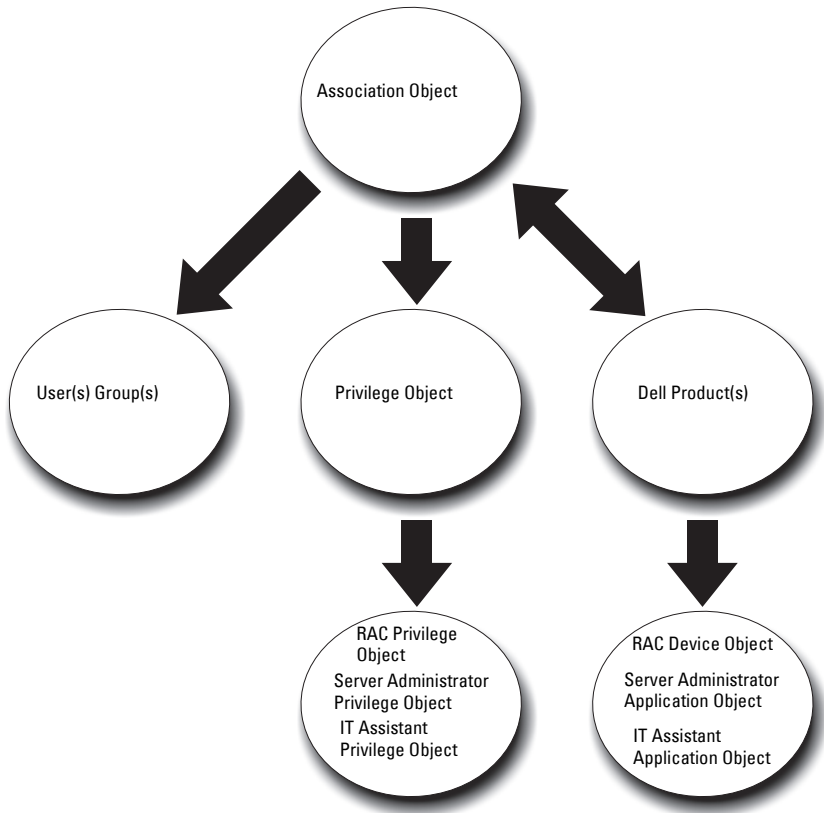 Association Object
User(s) Group(s)
Privilege Object
Dell Product(s)
RAC Privilege
Object
Server Administrator
Privilege Object
IT Assistant
Privilege Object
RAC Device Object
Server Administrator
Application Object
IT Assistant
Application Object